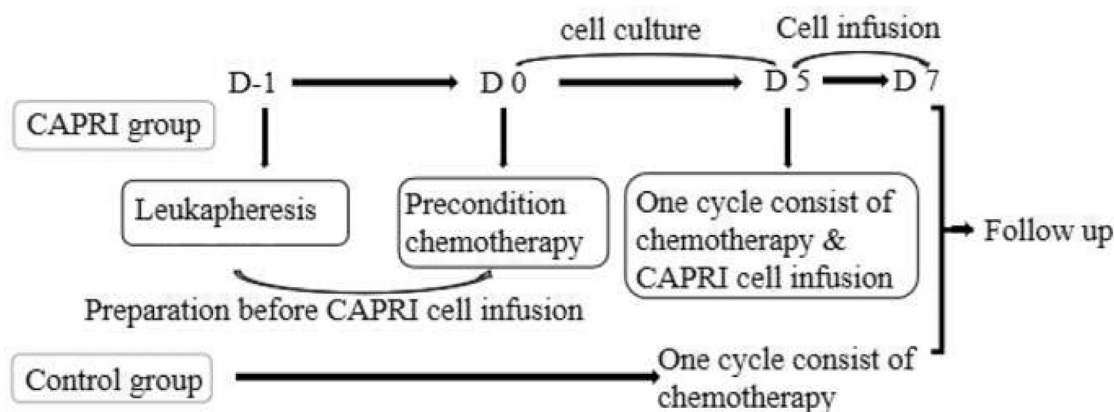 cell culture
Cell infusion
D-1
D 0
D 5
D 7
CAPRI group
Leukapheresis
Precondition
chemotherapy
One cycle consist of
chemotherapy &
CAPRI cell infusion
Follow up
Preparation before CAPRI cell infusion
Control group
One cycle consist of
chemotherapy